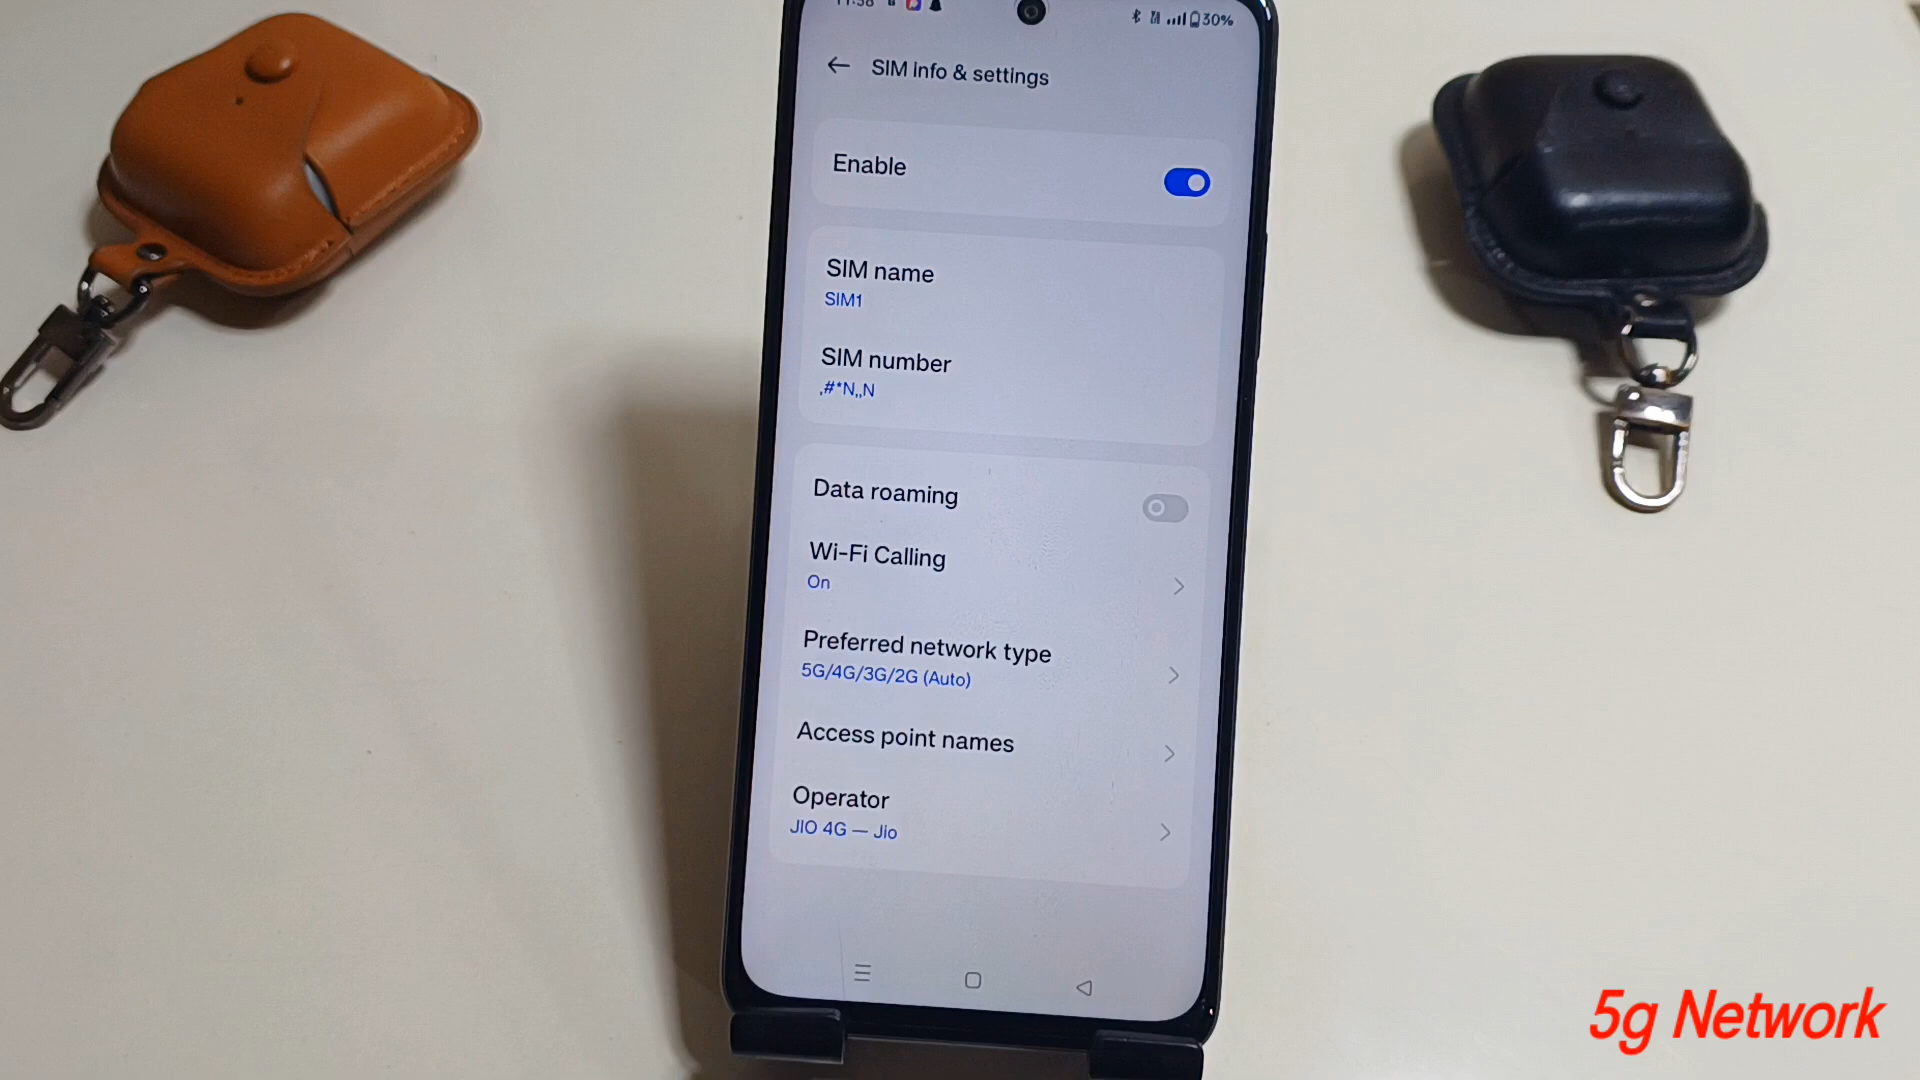 30%
SIM info & settings
Enable
SIM name
SIM1
SIM number
,#*N,,N
Data roaming
Wi-Fi Calling
On
Preferred network type
5G/4G/3G/2G (Auto)
Access point names
Operator
JIO 4G — Jio
5g Network